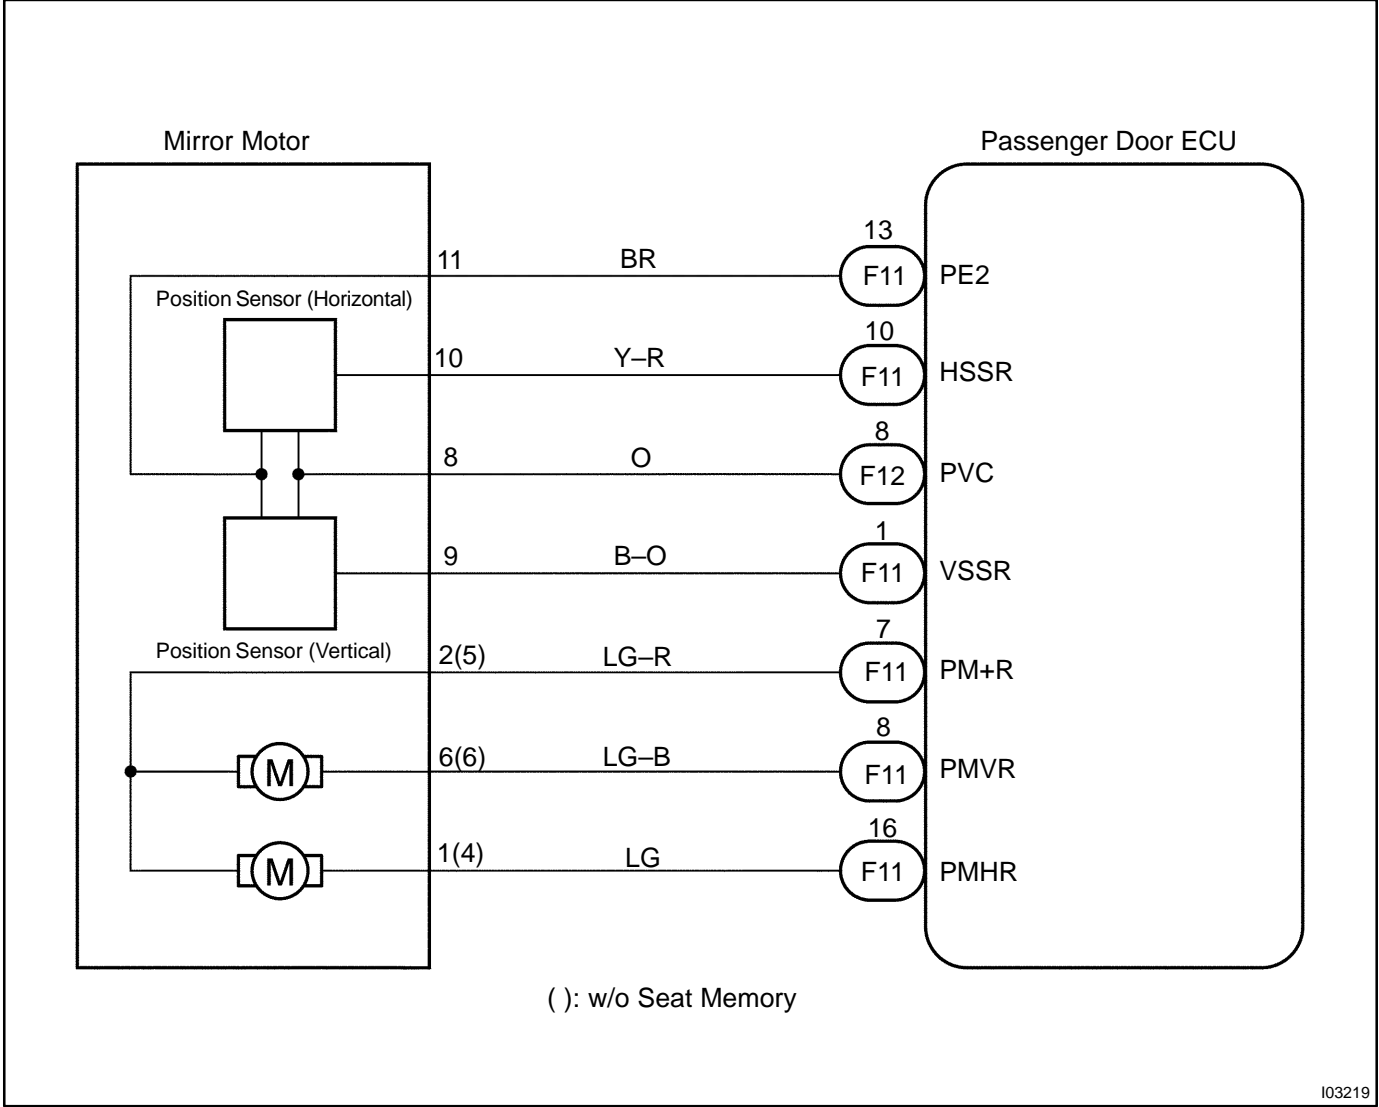 Mirror Motor
Passenger Door ECU
11 BR 13 F11 PE2
Position Sensor (Horizontal)
10 Y–R 10 F11 HSSR
8 O 8 F12 PVC
9 B–O 1 F11 VSSR
Position Sensor (Vertical)
2(5) LG–R 7 F11 PM+R
M 6(6) LG–B 8 F11 PMVR
M 1(4) LG 16 F11 PMHR
( ): w/o Seat Memory
I03219